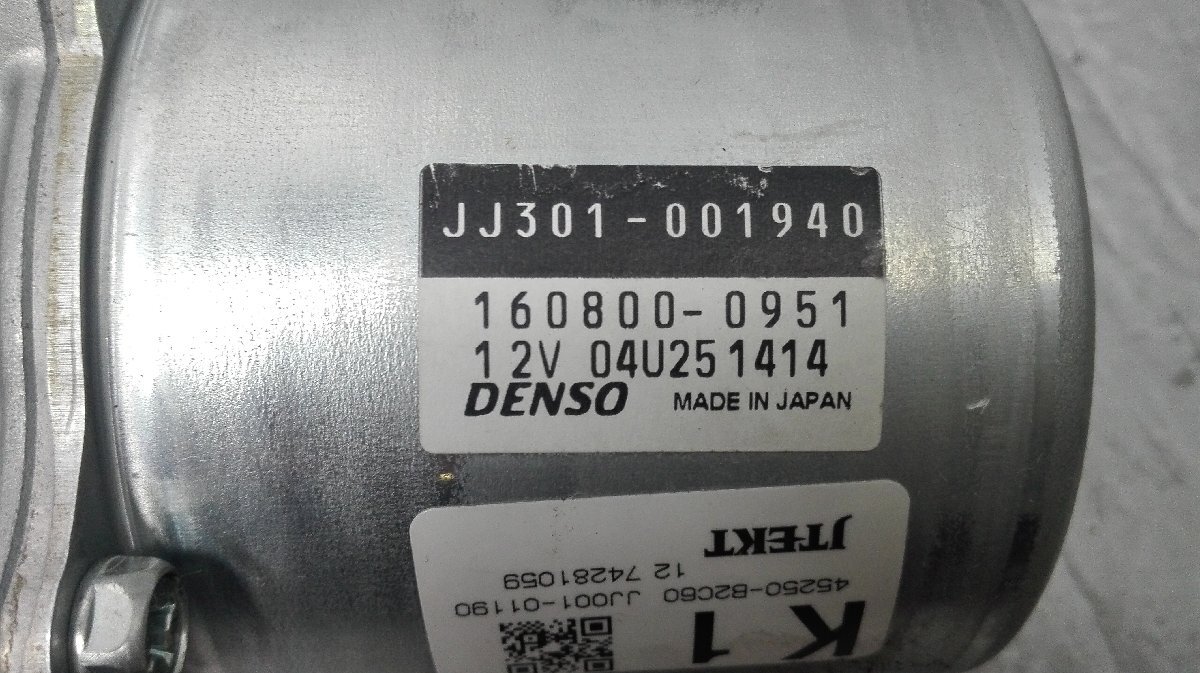 JJ301-001940
160800-0951
12V 04U251414
DENSO MADE IN JAPAN
JTEKT
12 74281059
45250-B2C60 JJ001-01190
K1